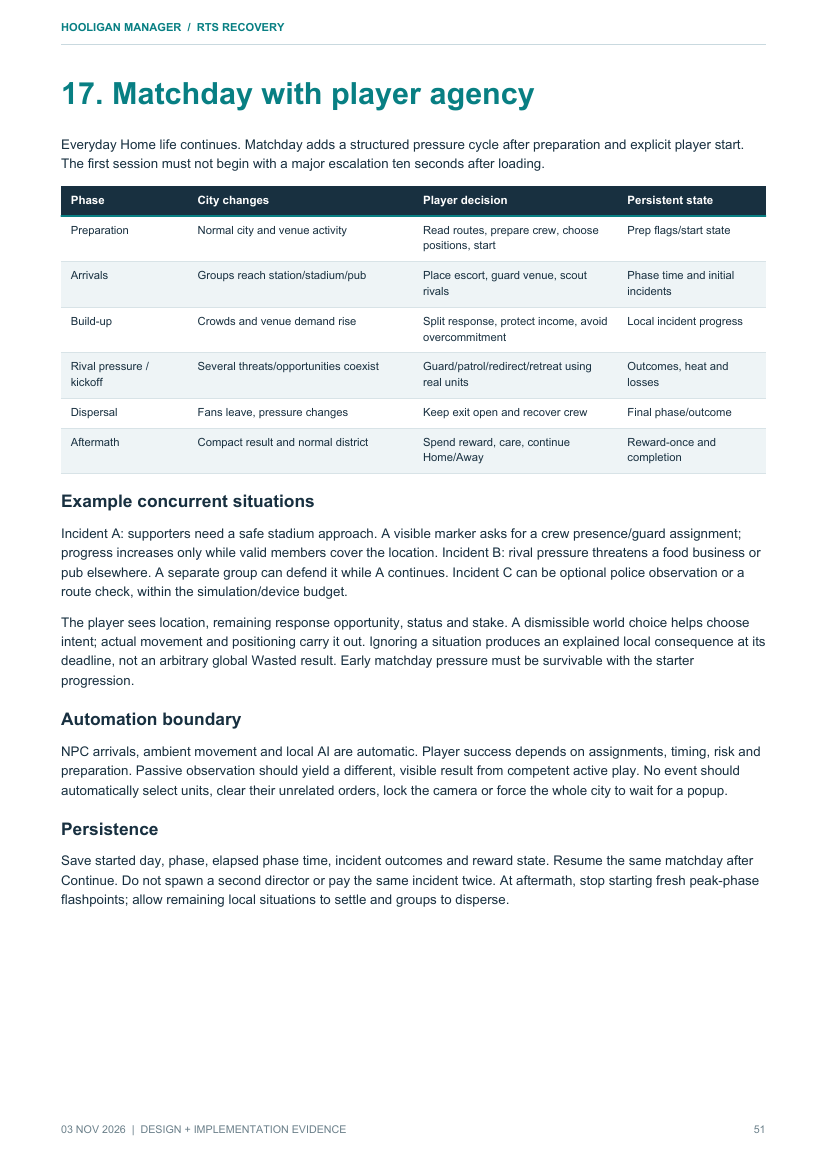 HOOLIGAN MANAGER / RTS RECOVERY
17. Matchday with player agency
Everyday Home life continues. Matchday adds a structured pressure cycle after preparation and explicit player start.
The first session must not begin with a major escalation ten seconds after loading.
Phase City changes Player decision Persistent state
Preparation Normal city and venue activity Read routes, prepare crew, choose Prep flags/start state
positions, start
Arrivals Groups reach station/stadium/pub Place escort, guard venue, scout Phase time and initial
rivals incidents
Build-up Crowds and venue demand rise Split response, protect income, avoid Local incident progress
overcommitment
Rival pressure / Several threats/opportunities coexist Guard/patrol/redirect/retreat using Outcomes, heat and
kickoff real units losses
Dispersal Fans leave, pressure changes Keep exit open and recover crew Final phase/outcome
Aftermath Compact result and normal district Spend reward, care, continue Reward-once and
Home/Away completion
Example concurrent situations
Incident A: supporters need a safe stadium approach. A visible marker asks for a crew presence/guard assignment;
progress increases only while valid members cover the location. Incident B: rival pressure threatens a food business or
pub elsewhere. A separate group can defend it while A continues. Incident C can be optional police observation or a
route check, within the simulation/device budget.
The player sees location, remaining response opportunity, status and stake. A dismissible world choice helps choose
intent; actual movement and positioning carry it out. Ignoring a situation produces an explained local consequence at its
deadline, not an arbitrary global Wasted result. Early matchday pressure must be survivable with the starter
progression.
Automation boundary
NPC arrivals, ambient movement and local AI are automatic. Player success depends on assignments, timing, risk and
preparation. Passive observation should yield a different, visible result from competent active play. No event should
automatically select units, clear their unrelated orders, lock the camera or force the whole city to wait for a popup.
Persistence
Save started day, phase, elapsed phase time, incident outcomes and reward state. Resume the same matchday after
Continue. Do not spawn a second director or pay the same incident twice. At aftermath, stop starting fresh peak-phase
flashpoints; allow remaining local situations to settle and groups to disperse.
03 NOV 2026 | DESIGN + IMPLEMENTATION EVIDENCE 51